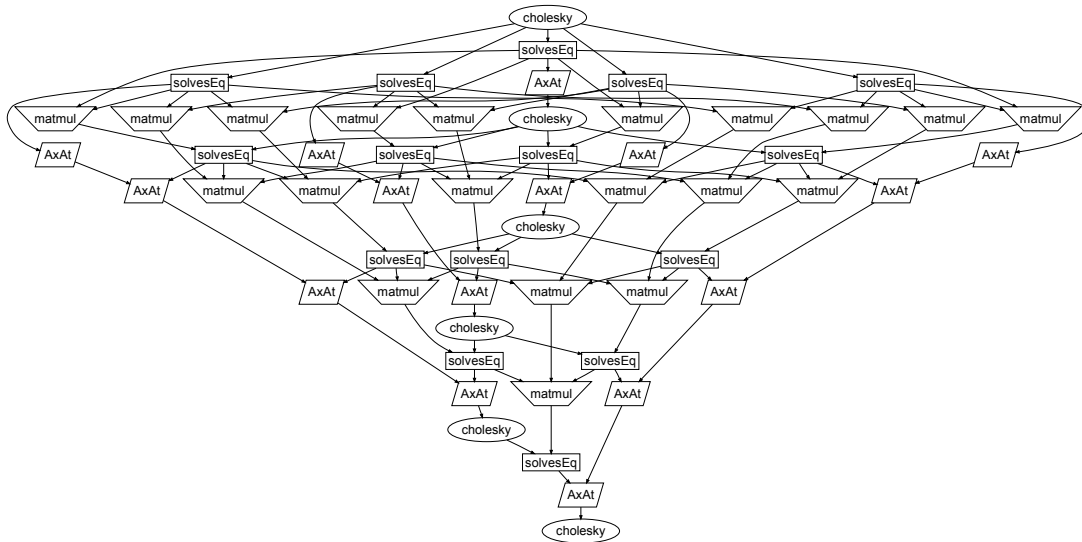 cholesky
solvesEq
solvesEq solvesEq AxAt solvesEq solvesEq
matmul matmul matmul matmul matmul cholesky matmul matmul matmul matmul matmul
AxAt solvesEq AxAt solvesEq solvesEq AxAt solvesEq AxAt
AxAt matmul matmul AxAt matmul AxAt matmul matmul matmul AxAt
cholesky
solvesEq solvesEq solvesEq
AxAt matmul AxAt matmul matmul AxAt
cholesky
solvesEq solvesEq
AxAt matmul AxAt
cholesky
solvesEq
AxAt
cholesky